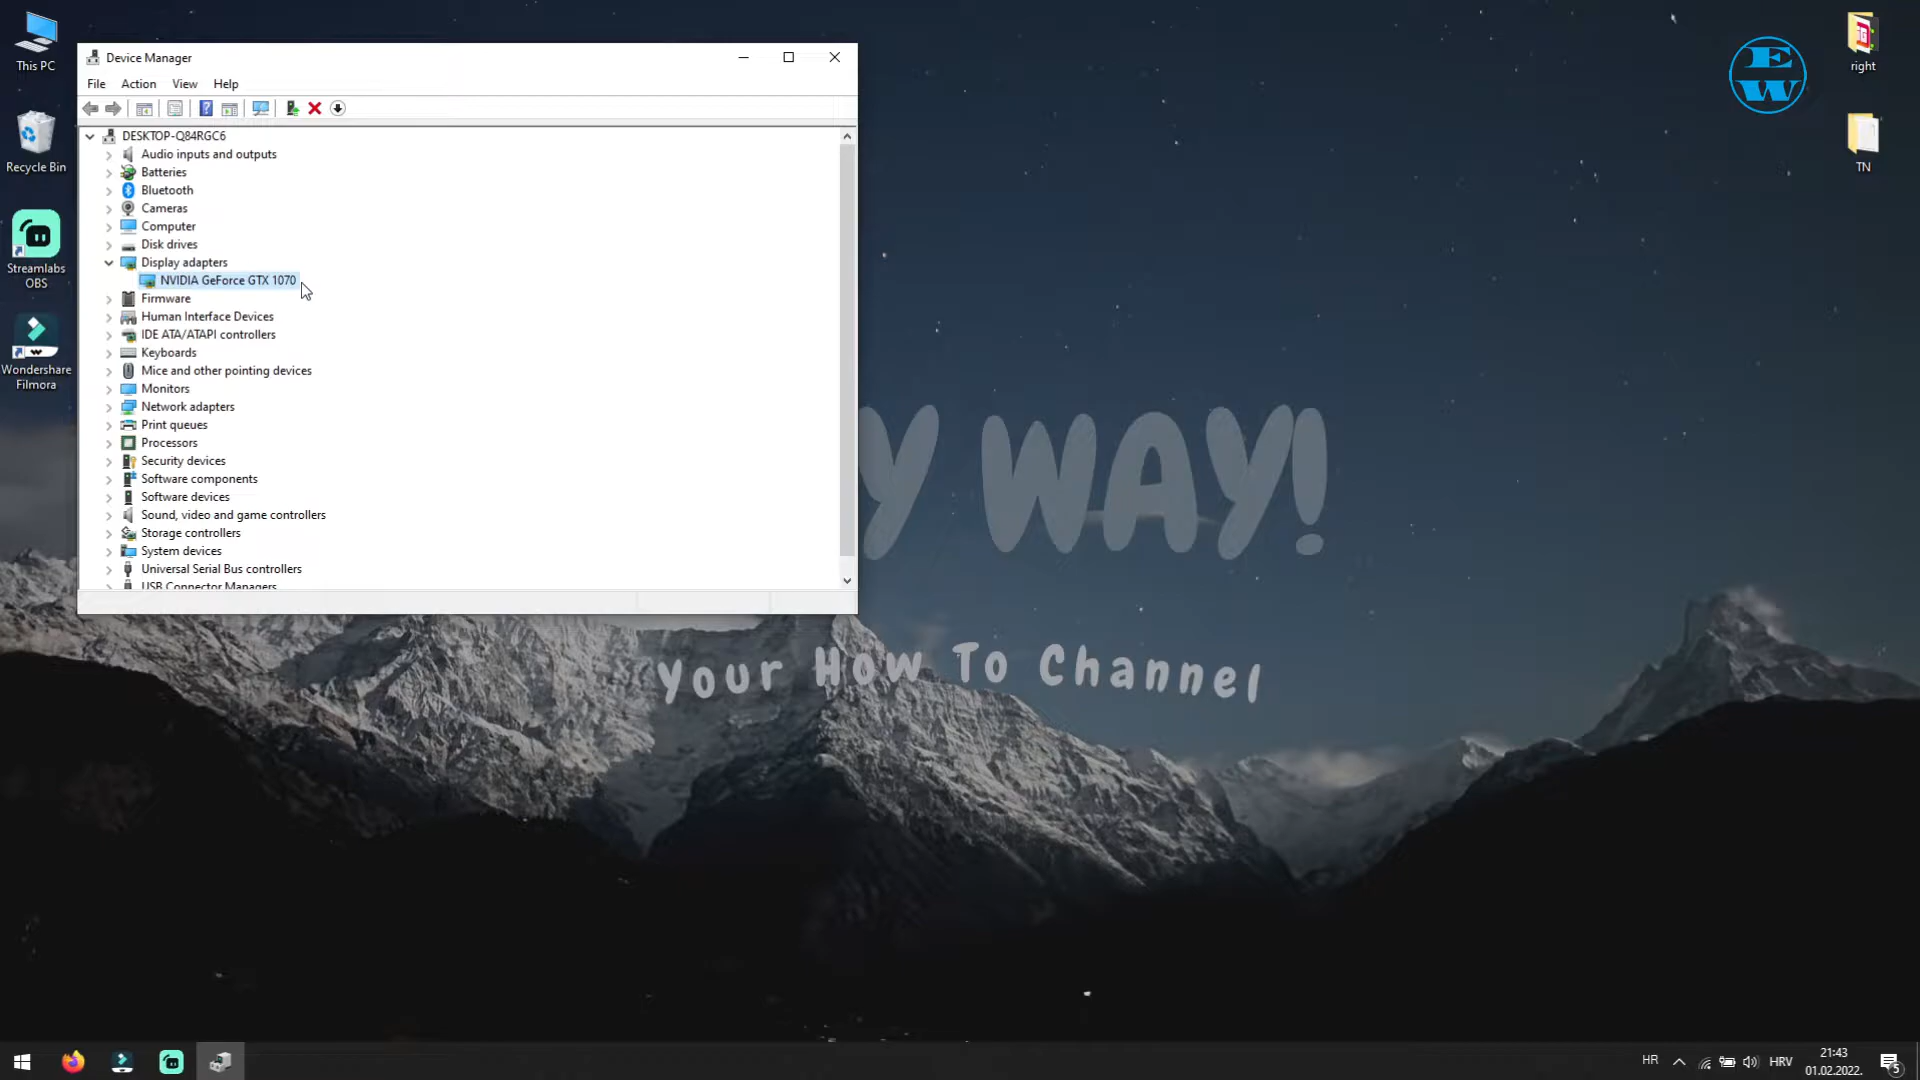 This PC
Recycle Bin
Streamlabs
OBS
Wondershare
Filmora
Device Manager
File Action View Help
DESKTOP-Q84RGC6
Audio inputs and outputs
Batteries
Bluetooth
Cameras
Computer
Disk drives
Display adapters
NVIDIA GeForce GTX 1070
Firmware
Human Interface Devices
IDE ATA/ATAPI controllers
Keyboards
Mice and other pointing devices
Monitors
Network adapters
Print queues
Processors
Security devices
Software components
Software devices
Sound, video and game controllers
Storage controllers
System devices
Universal Serial Bus controllers
USB Connector Managers
Y WAY!
Your How To Channel
EW
right
TN
HR
HRV
21:43
01.02.2022.
5